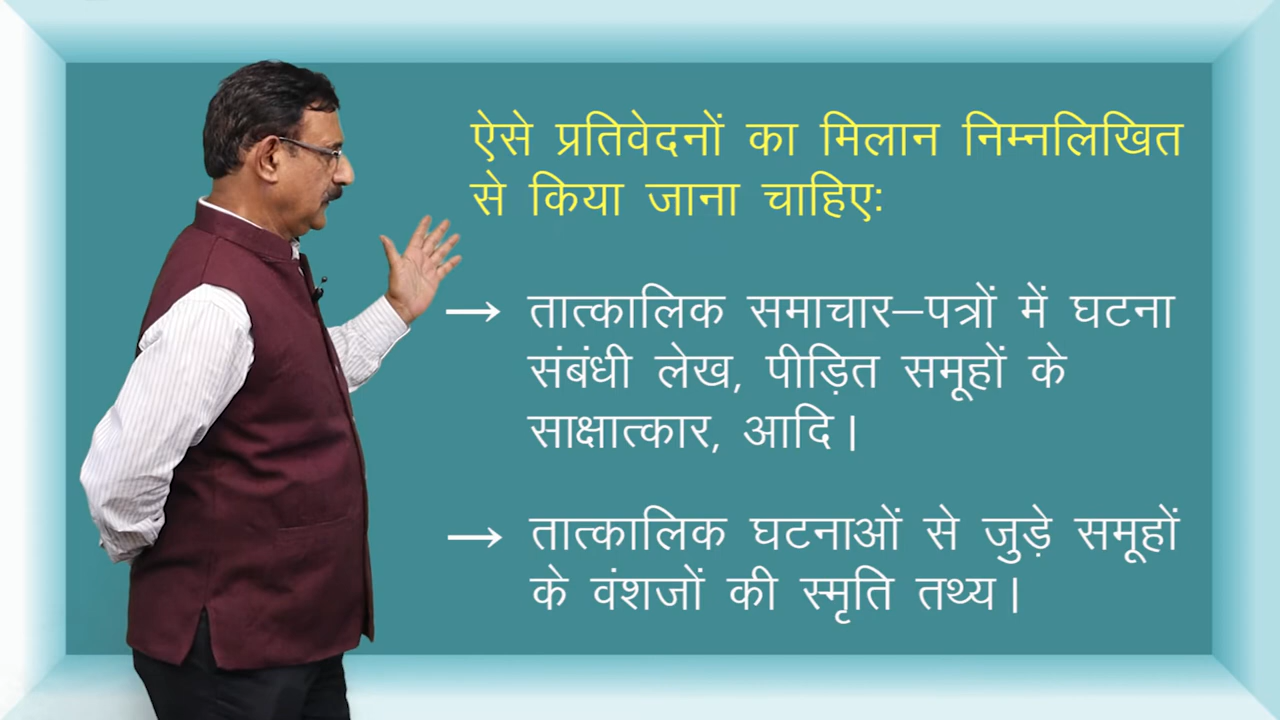 ऐसे प्रतिवेदनों का मिलान निम्नलिखित
से किया जाना चाहिएः
→ तात्कालिक समाचार–पत्रों में घटना
संबंधी लेख, पीड़ित समूहों के
साक्षात्कार, आदि।
→ तात्कालिक घटनाओं से जुड़े समूहों
के वंशजों की स्मृति तथ्य।